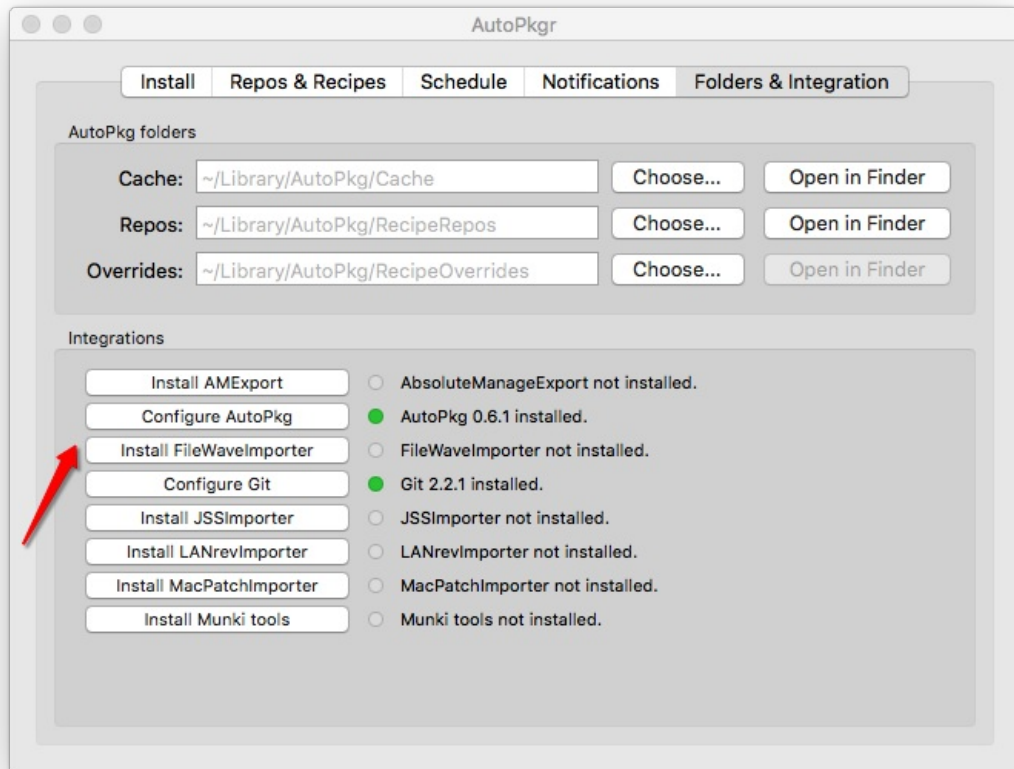 AutoPkgr
Install Repos & Recipes Schedule Notifications Folders & Integration
AutoPkg folders
Cache: ~/Library/AutoPkg/Cache Choose... Open in Finder
Repos: ~/Library/AutoPkg/RecipeRepos Choose... Open in Finder
Overrides: ~/Library/AutoPkg/RecipeOverrides Choose... Open in Finder
Integrations
Install AMExport AbsoluteManageExport not installed.
Configure AutoPkg AutoPkg 0.6.1 installed.
Install FileWaveImporter FileWaveImporter not installed.
Configure Git Git 2.2.1 installed.
Install JSSImporter JSSImporter not installed.
Install LANrevImporter LANrevImporter not installed.
Install MacPatchImporter MacPatchImporter not installed.
Install Munki tools Munki tools not installed.